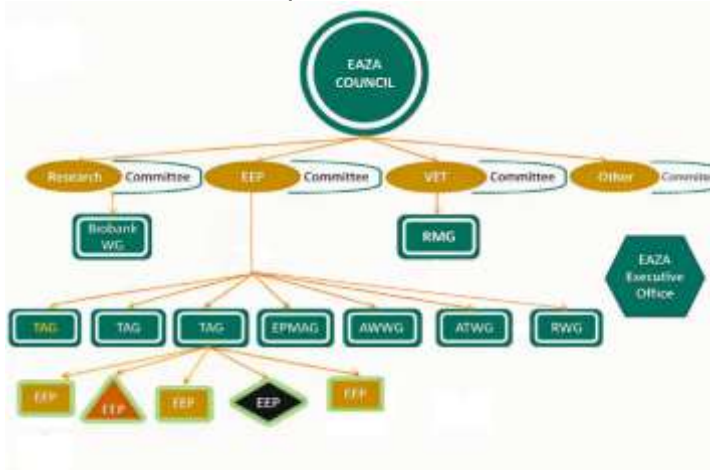 EAZA
COUNCIL
Research Committee EEP Committee VET Committee Other Committe
Biobank
WG
RMG
EAZA
Executive
Office
TAG TAG TAG EPMAG AWWG ATWG RWG
EEP EEP EEP EEP EEP